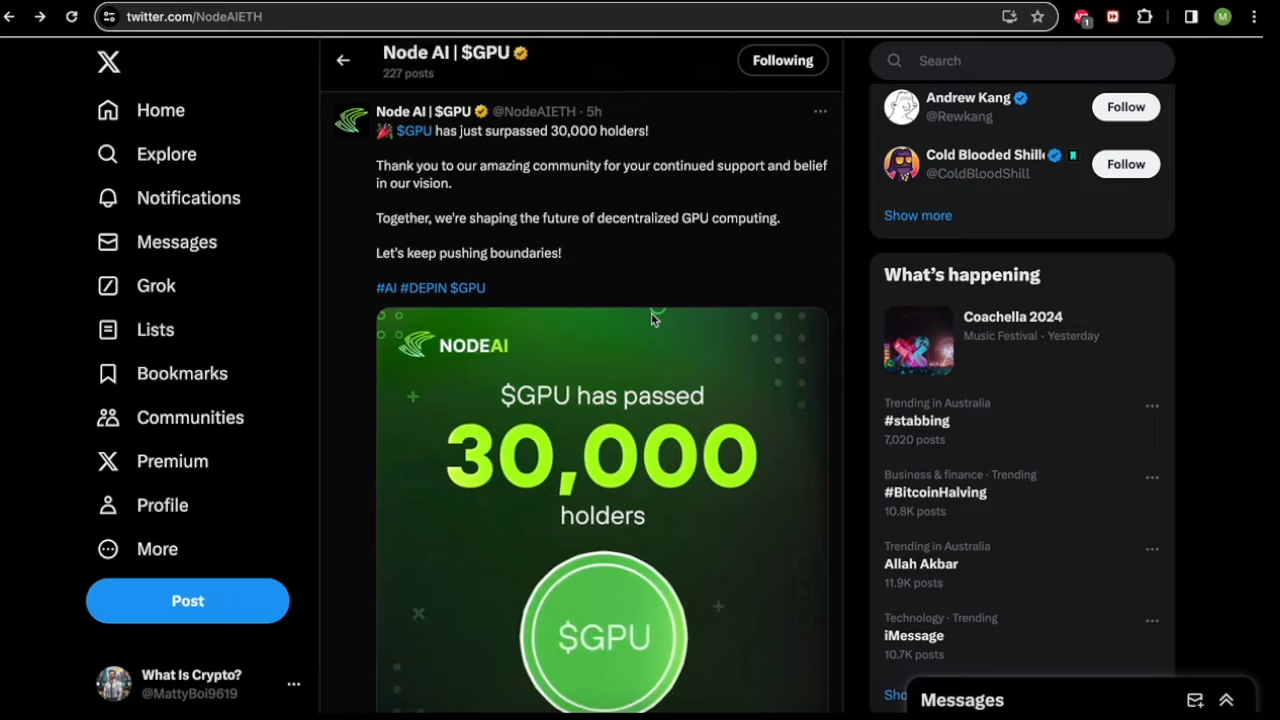 twitter.com/NodeAIETH
1
M
Home
Explore
Notifications
Messages
Grok
Lists
Bookmarks
Communities
Premium
Profile
More
Post
What Is Crypto?
@MattyBoi9619
Node AI | $GPU
227 posts
Following
Node AI | $GPU @NodeAIETH · 5h
$GPU has just surpassed 30,000 holders!
Thank you to our amazing community for your continued support and belief
in our vision.
Together, we're shaping the future of decentralized GPU computing.
Let's keep pushing boundaries!
#AI #DEPIN $GPU
NODEAI
$GPU has passed
30,000
holders
$GPU
Search
Andrew Kang
@Rewkang
Follow
Cold Blooded Shill
@ColdBloodShill
Follow
Show more
What's happening
Coachella 2024
Music Festival · Yesterday
Trending in Australia
#stabbing
7,020 posts
Business & finance · Trending
#BitcoinHalving
10.8K posts
Trending in Australia
Allah Akbar
11.9K posts
Technology · Trending
iMessage
10.7K posts
Sho
Messages